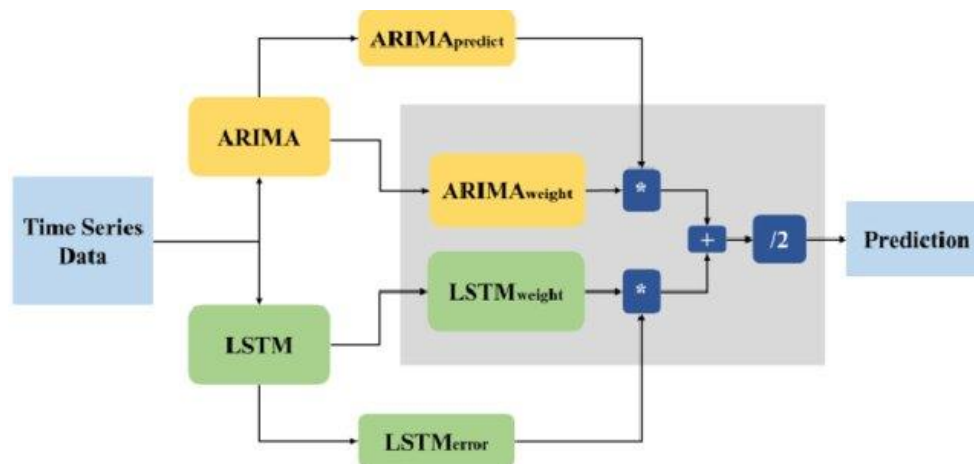 ARIMApredict
ARIMA
ARIMAweight
*
Time Series
Data
+
/2
Prediction
LSTMweight
*
LSTM
LSTMerror